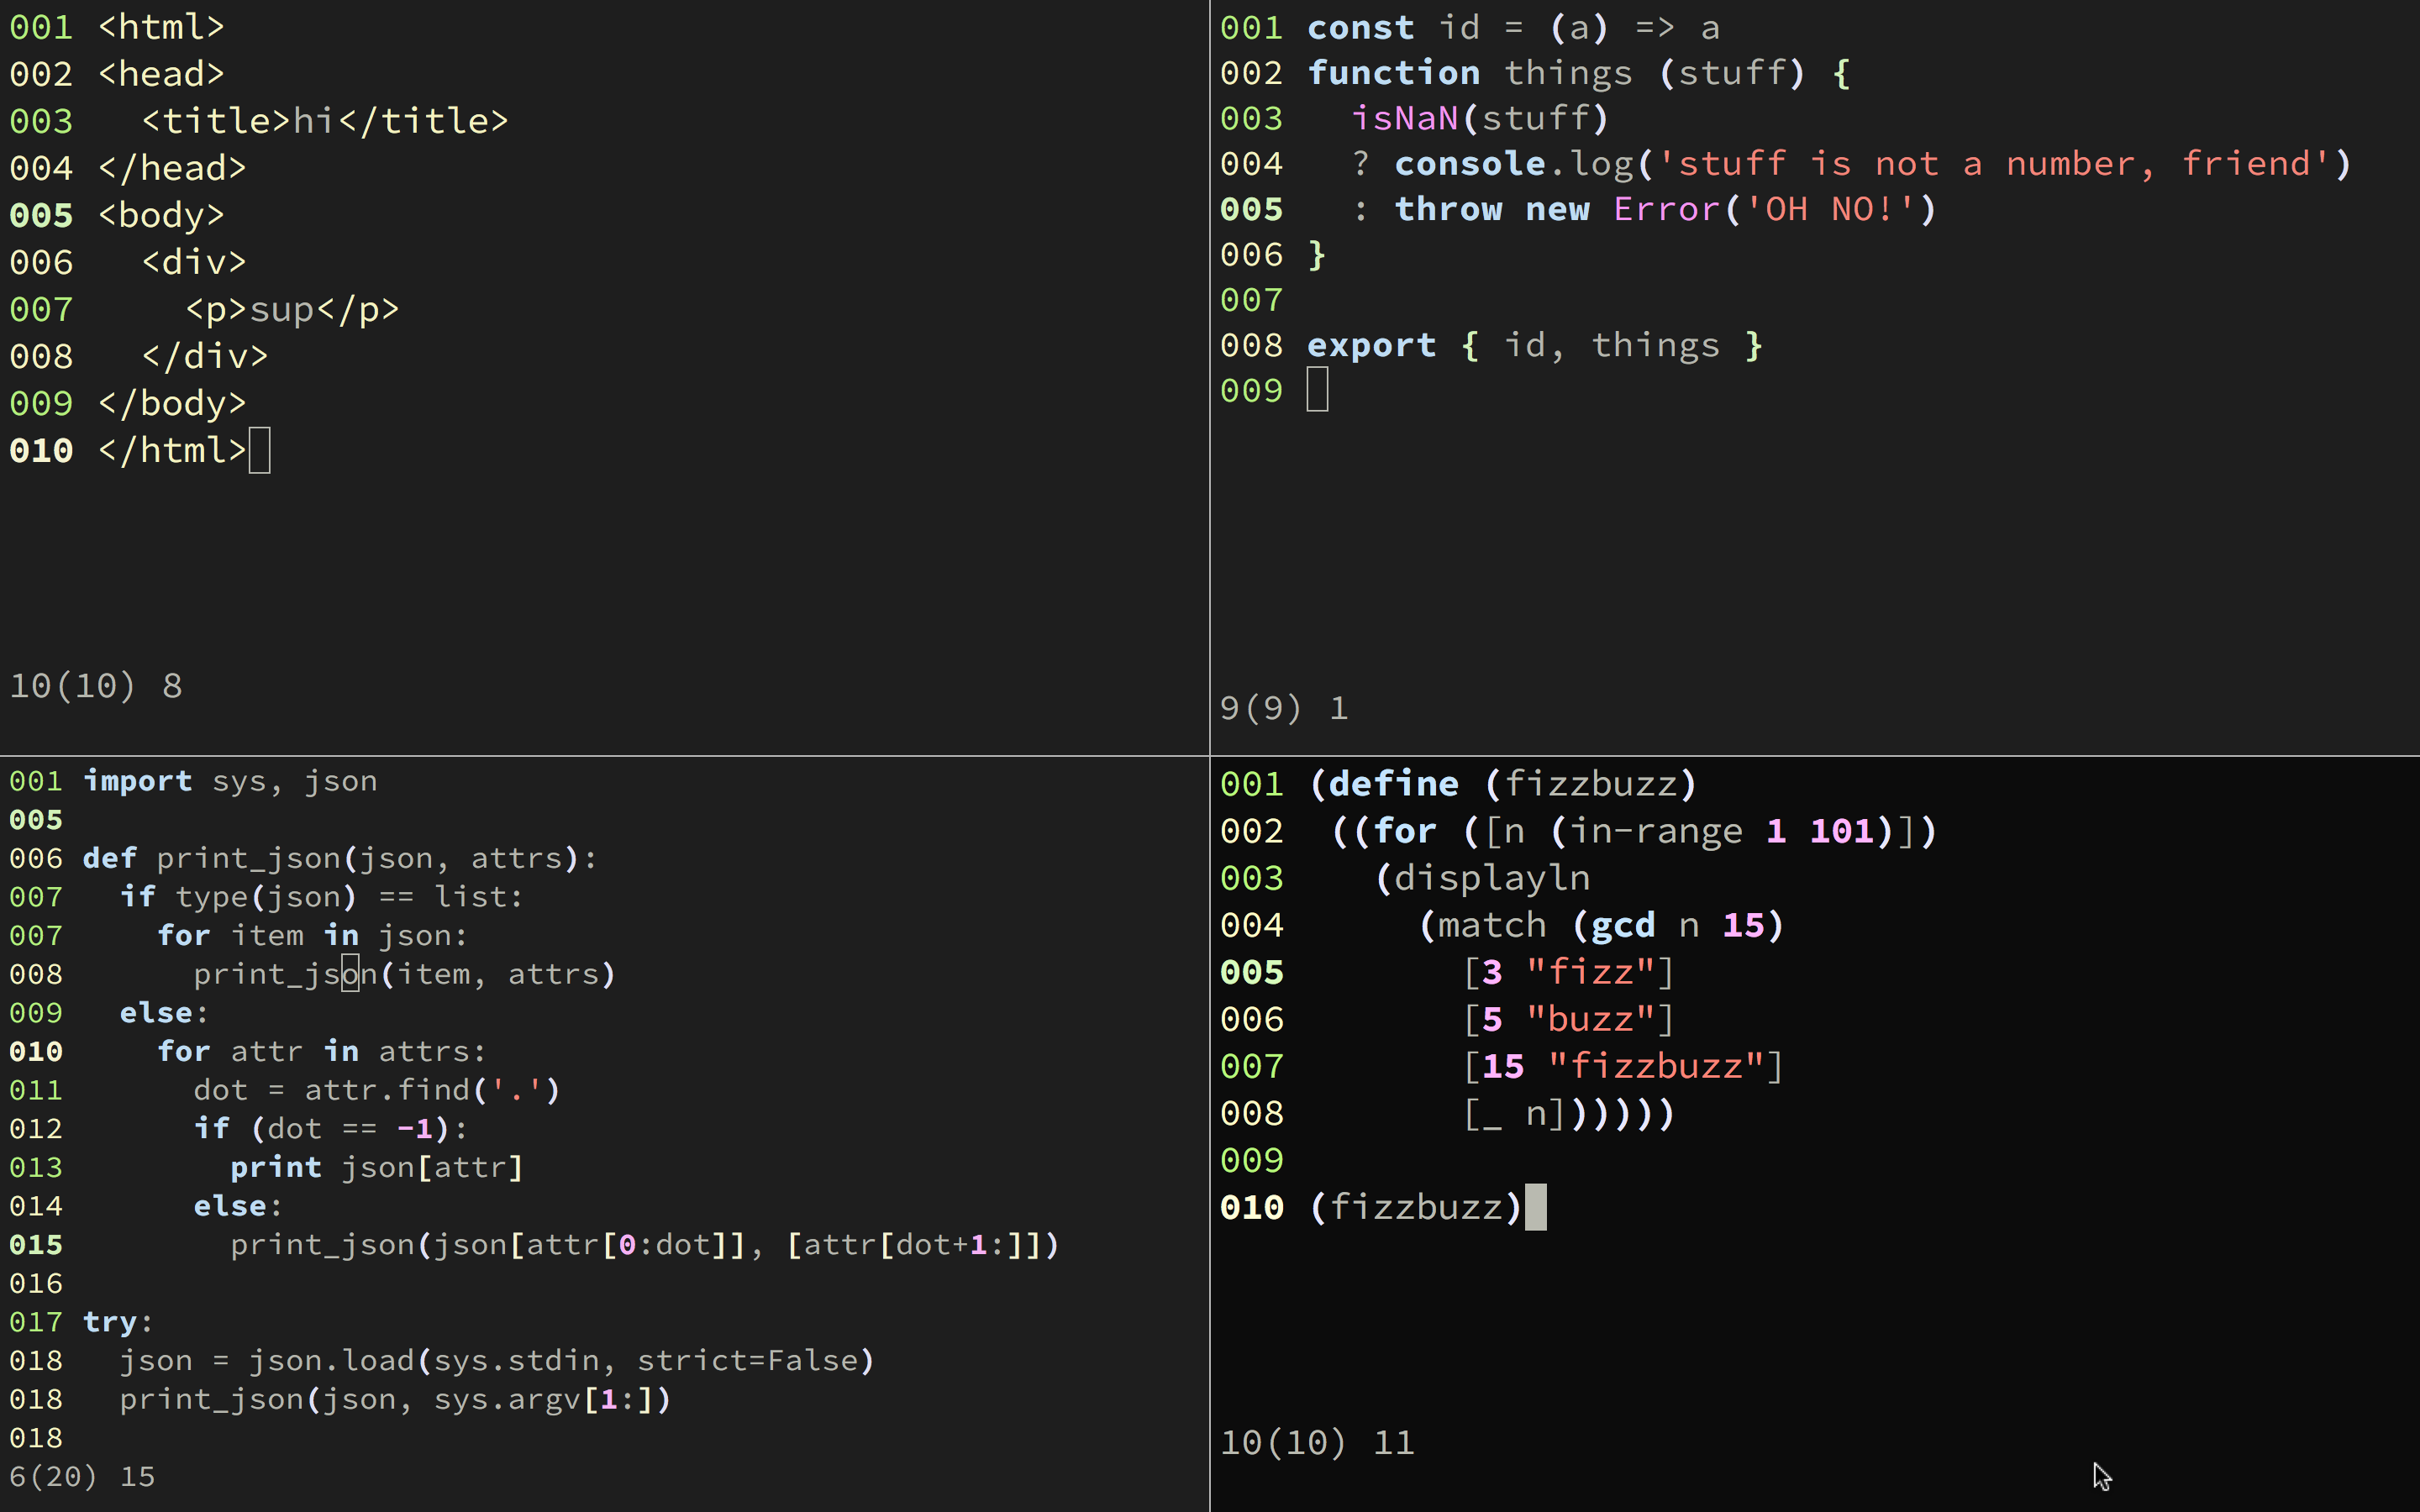 001 <html>
002 <head>
003   <title>hi</title>
004 </head>
005 <body>
006   <div>
007     <p>sup</p>
008   </div>
009 </body>
010 </html>
10(10) 8
001 const id = (a) => a
002 function things (stuff) {
003   isNaN(stuff)
004   ? console.log('stuff is not a number, friend')
005   : throw new Error('OH NO!')
006 }
007
008 export { id, things }
009
9(9) 1
001 import sys, json
005
006 def print_json(json, attrs):
007   if type(json) == list:
007     for item in json:
008       print_json(item, attrs)
009   else:
010     for attr in attrs:
011       dot = attr.find('.')
012       if (dot == -1):
013         print json[attr]
014       else:
015         print_json(json[attr[0:dot]], [attr[dot+1:]])
016
017 try:
018   json = json.load(sys.stdin, strict=False)
018   print_json(json, sys.argv[1:])
018
6(20) 15
001 (define (fizzbuzz)
002  ((for ([n (in-range 1 101)])
003    (displayln
004      (match (gcd n 15)
005        [3 "fizz"]
006        [5 "buzz"]
007        [15 "fizzbuzz"]
008        [_ n])))))
009
010 (fizzbuzz)
10(10) 11